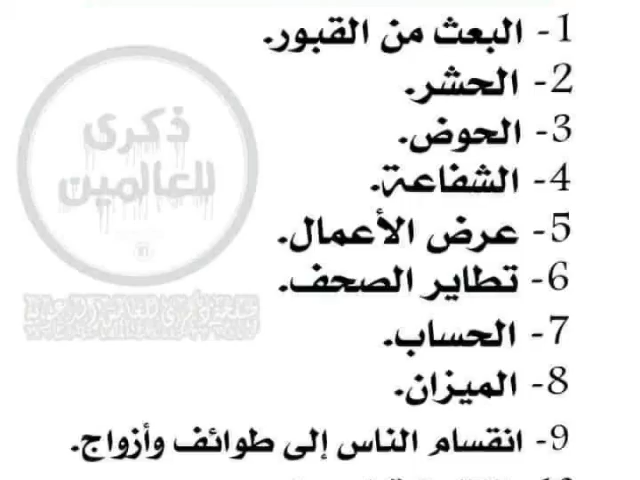 1- البعث من القبور.
2- الحشر.
3- الحوض.
4- الشفاعة.
5- عرض الأعمال.
6- تطاير الصحف.
7- الحساب.
8- الميزان.
9- انقسام الناس إلى طوائف وأزواج.
ذكرى
للعالمين